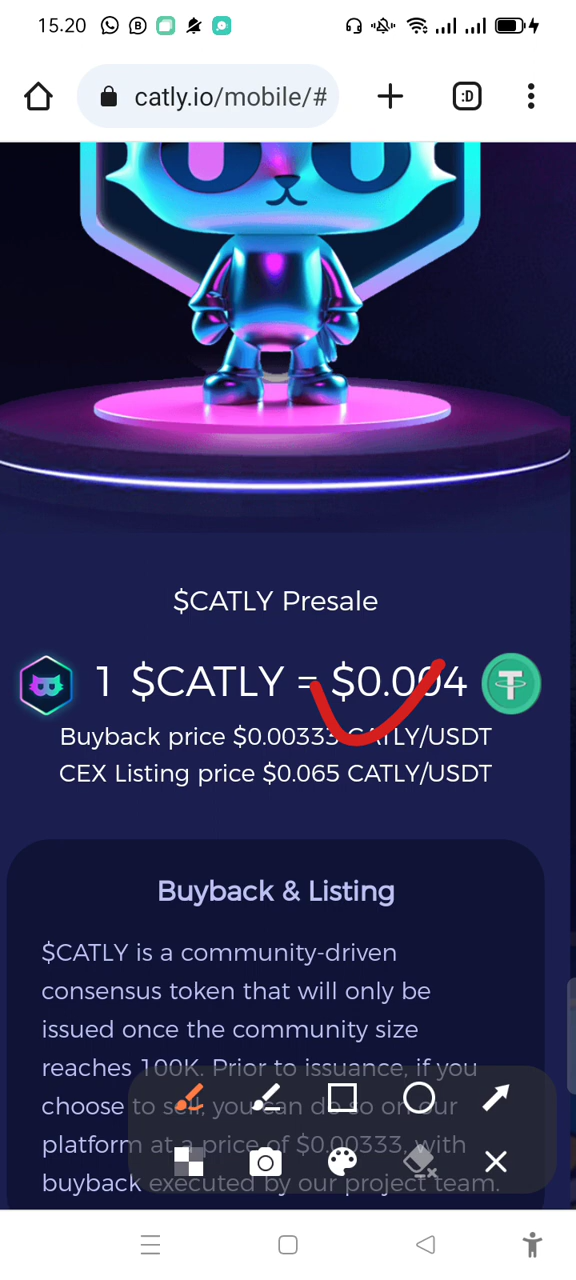 15.20
catly.io/mobile/#
:D
$CATLY Presale
1 $CATLY = $0.004
Buyback price $0.00333 CATLY/USDT
CEX Listing price $0.065 CATLY/USDT
Buyback & Listing
$CATLY is a community-driven
consensus token that will only be
issued once the community size
reaches 100K. Prior to issuance, if you
choose to sell, you can do so on our
platform at a price of $0.00333, with
buyback executed by our project team.